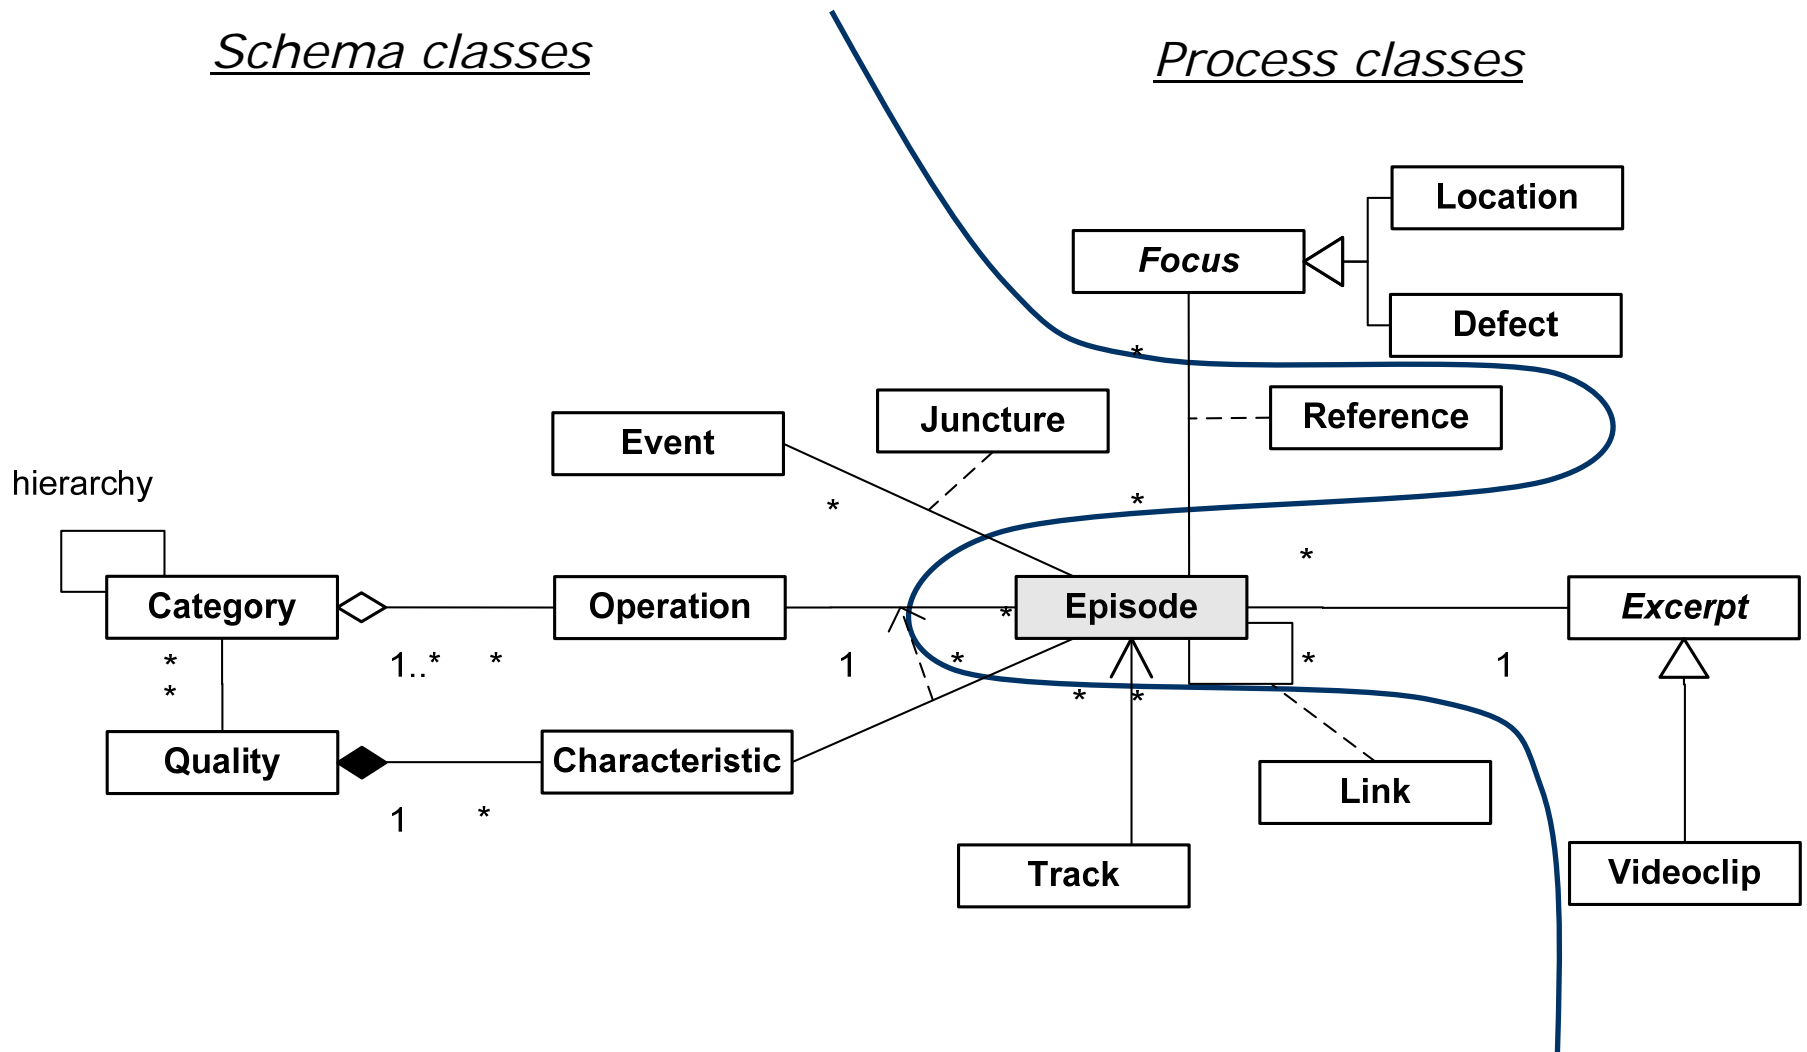 Schema classes
Process classes
Location
Focus
Defect
*
Juncture
Reference
Event
hierarchy
*
*
*
Category
Operation
*
Episode
Excerpt
*
1..*
*
1
*
*
1
*
*
*
Quality
Characteristic
Link
1
*
Track
Videoclip